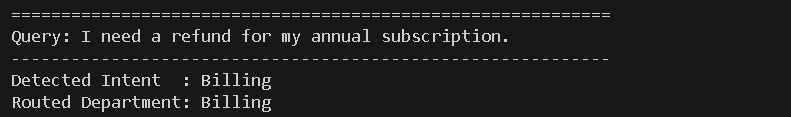 ============================================================
Query: I need a refund for my annual subscription.
------------------------------------------------------------
Detected Intent  : Billing
Routed Department: Billing